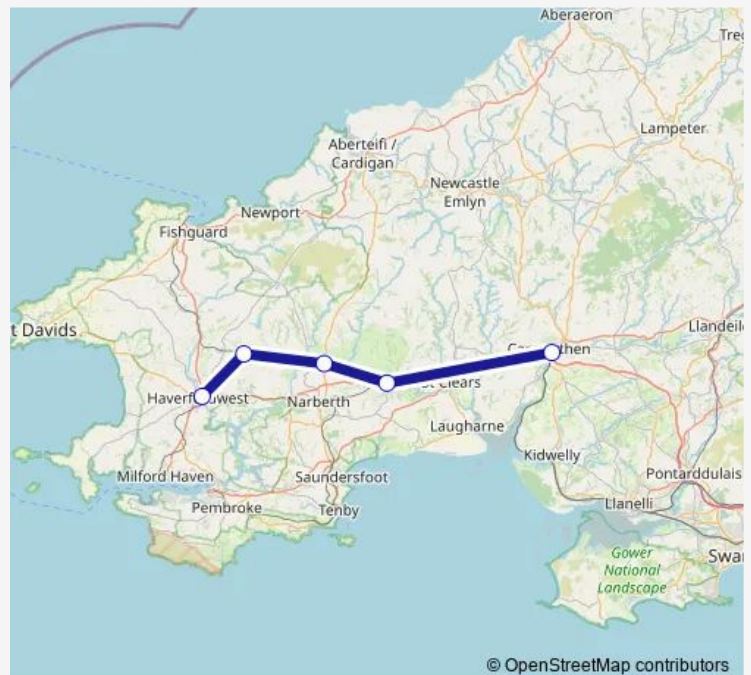 Aberaeron
Lampeter
Aberteifi /
Cardigan
Newcastle
Emlyn
Newport
Fishguard
t Davids
Llandeil
Narberth
Laugharne
Kidwelly
Milford Haven
Saundersfoot
Pontarddulais
Pembroke
Tenby
Llanelli
Gower
National
Landscape
© OpenStreetMap contributors